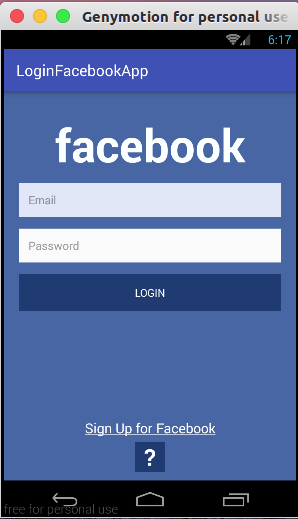 Genymotion for personal use
6:17
LoginFacebookApp
facebook
Email
Password
LOGIN
Sign Up for Facebook
?
free for personal use